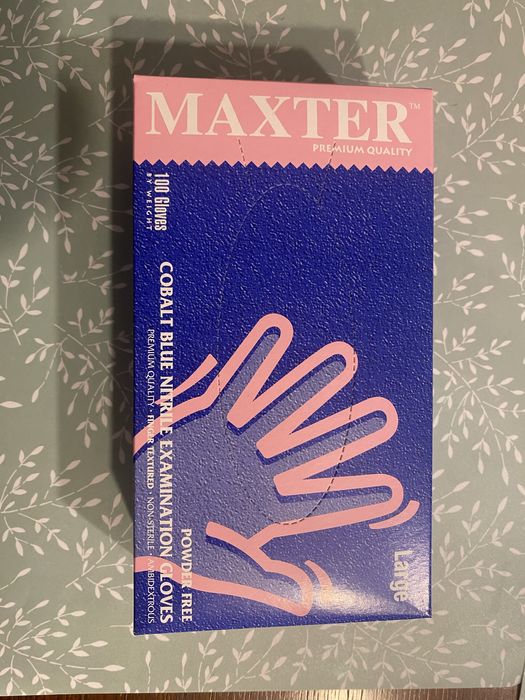 MAXTER™
PREMIUM QUALITY
100 Gloves
BY WEIGHT
POWDER FREE
COBALT BLUE NITRILE EXAMINATION GLOVES
PREMIUM QUALITY · FINGER TEXTURED · NON-STERILE · AMBIDEXTROUS
Large